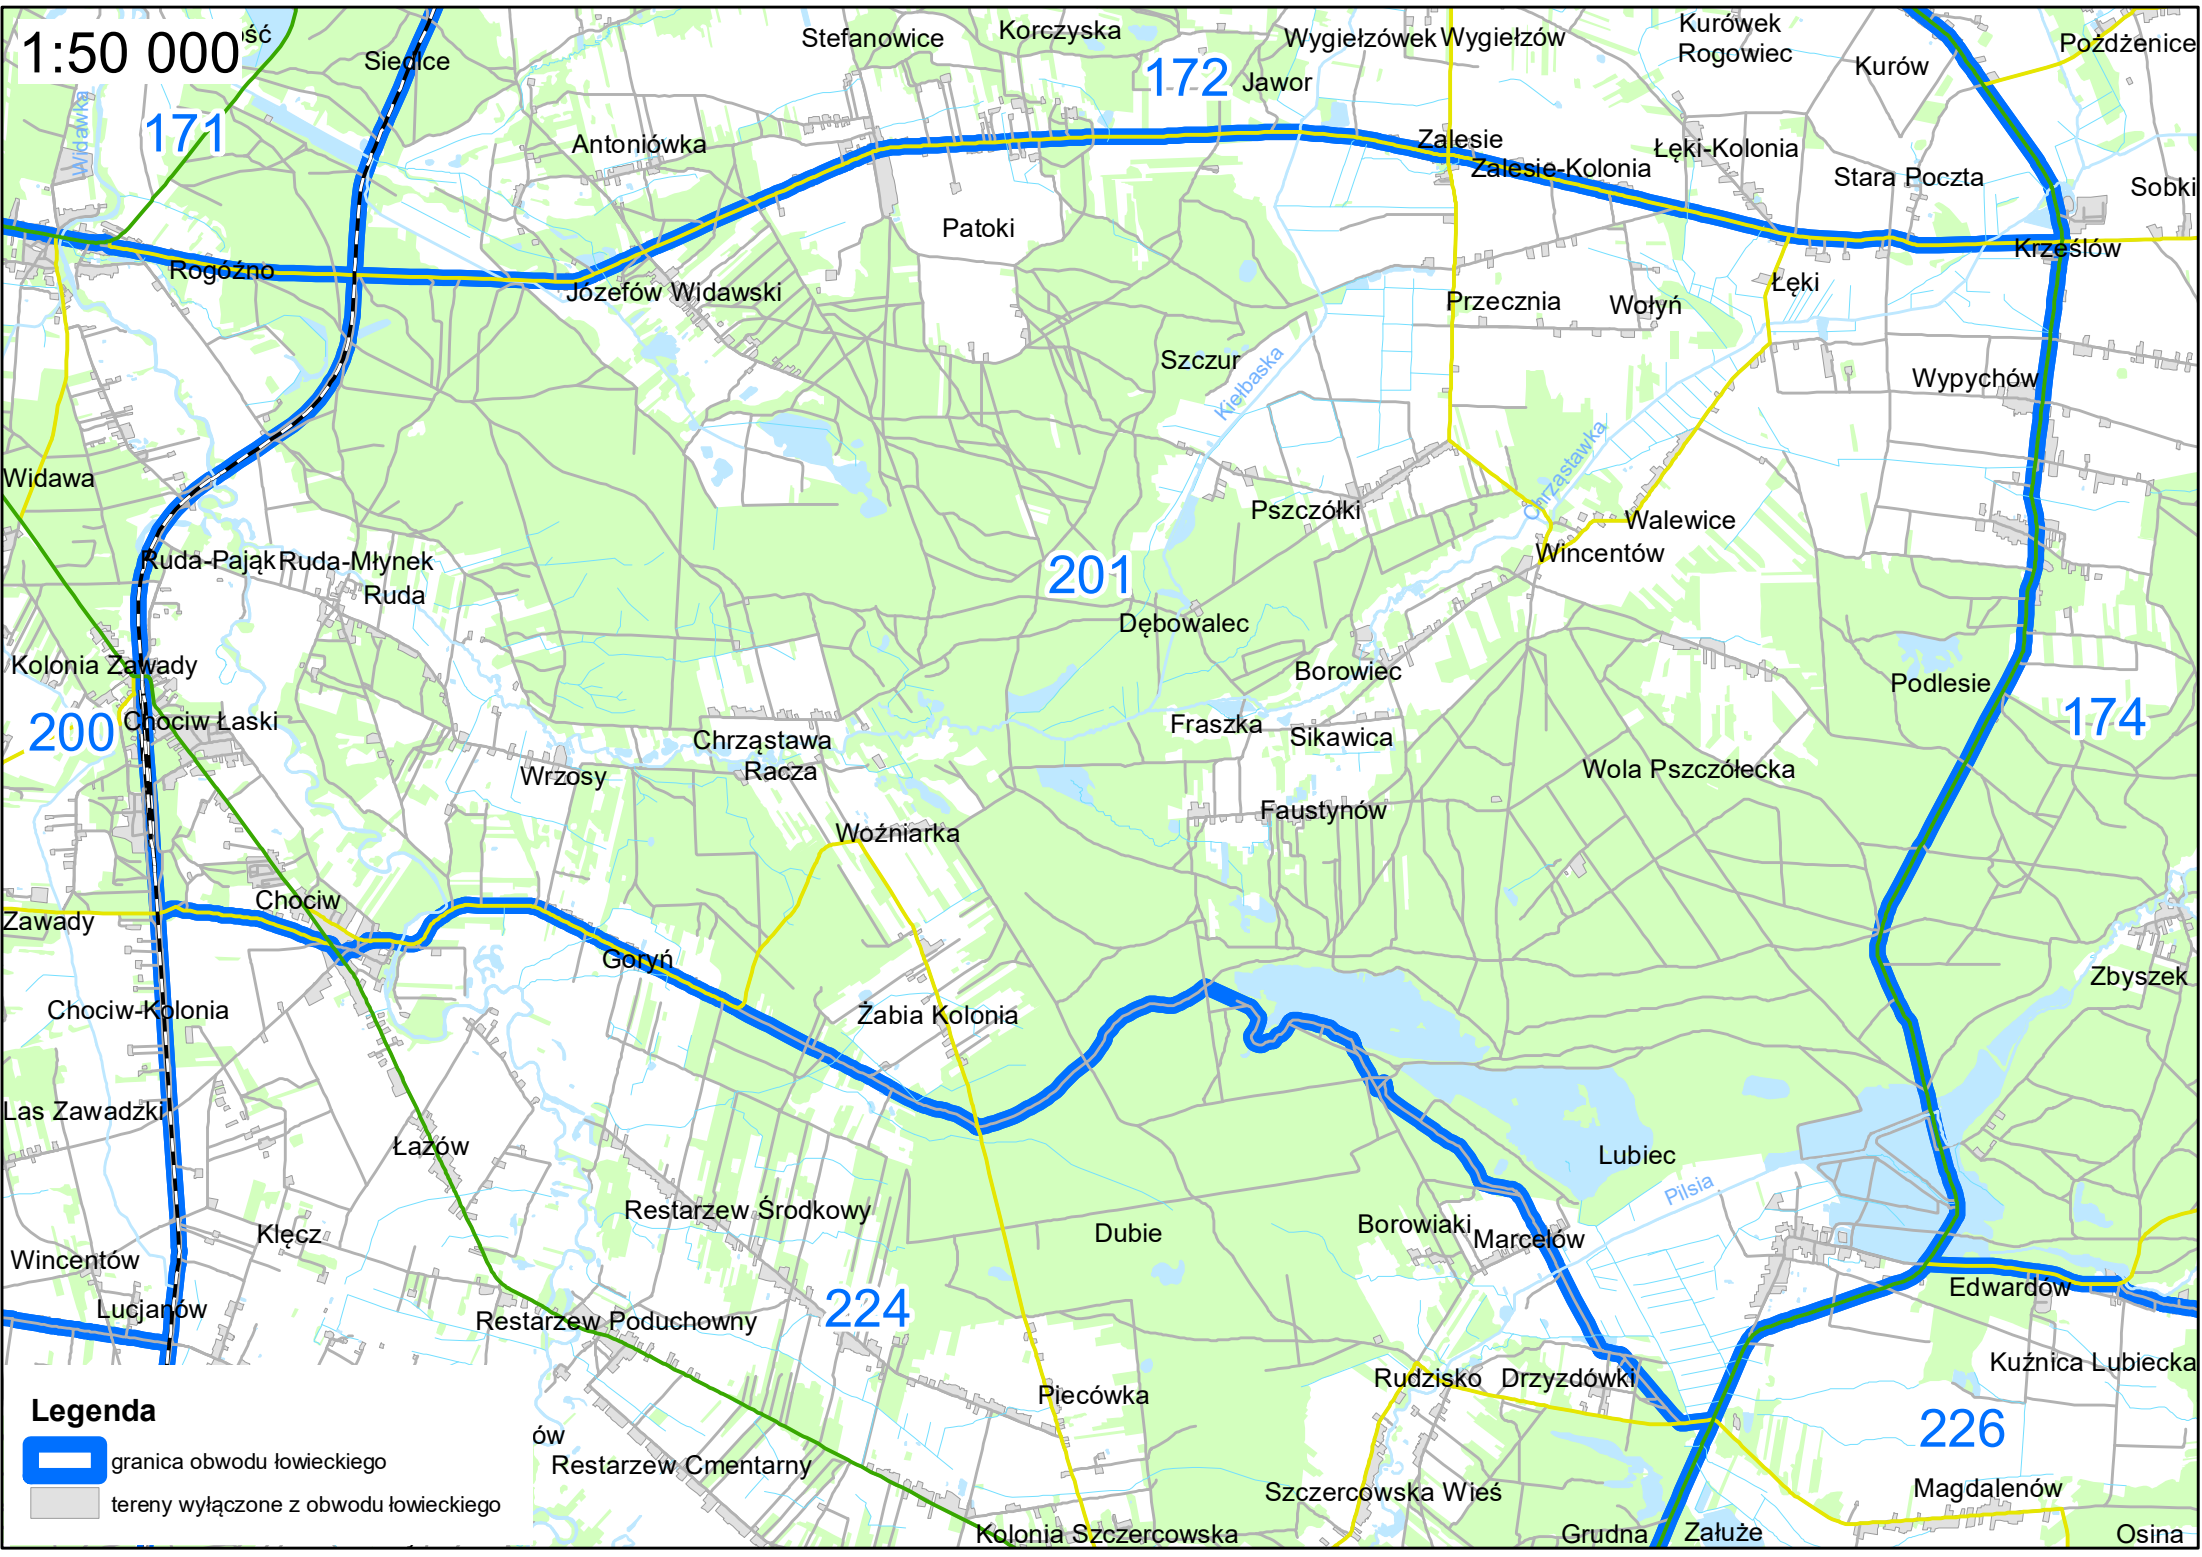 1:50 000
ść
Siedlce
Stefanowice
Korczyska
Wygiełzówek
Wygiełzów
Kurówek
Rogowiec
Pożdżenice
Kurów
172
Jawor
171
Widawka
Antoniówka
Zalesie
Zalesie-Kolonia
Łęki-Kolonia
Stara Poczta
Sobki
Patoki
Krześlów
Rogóźno
Józefów Widawski
Przecznia
Wołyń
Łęki
Szczur
Kiełbaska
Wypychów
Widawa
Chrząstawka
Pszczółki
Walewice
Wincentów
Ruda-Pająk
Ruda-Młynek
Ruda
201
Dębowalec
Kolonia Zawady
Borowiec
Podlesie
200
Chociw Łaski
Fraszka
Sikawica
174
Chrząstawa
Racza
Wrzosy
Wola Pszczółecka
Faustynów
Woźniarka
Chociw
Zawady
Goryń
Zbyszek
Chociw-Kolonia
Żabia Kolonia
Las Zawadzki
Łazów
Lubiec
Pilsia
Restarzew Środkowy
Borowiaki
Marcelów
Klęcz
Dubie
Wincentów
Edwardów
Lucjanów
Restarzew Poduchowny
224
Kuźnica Lubiecka
Rudzisko
Drzyzdówki
Piecówka
Legenda
226
ów
granica obwodu łowieckiego
Restarzew Cmentarny
Szczercowska Wieś
Magdalenów
tereny wyłączone z obwodu łowieckiego
Kolonia Szczercowska
Grudna
Załuże
Osina